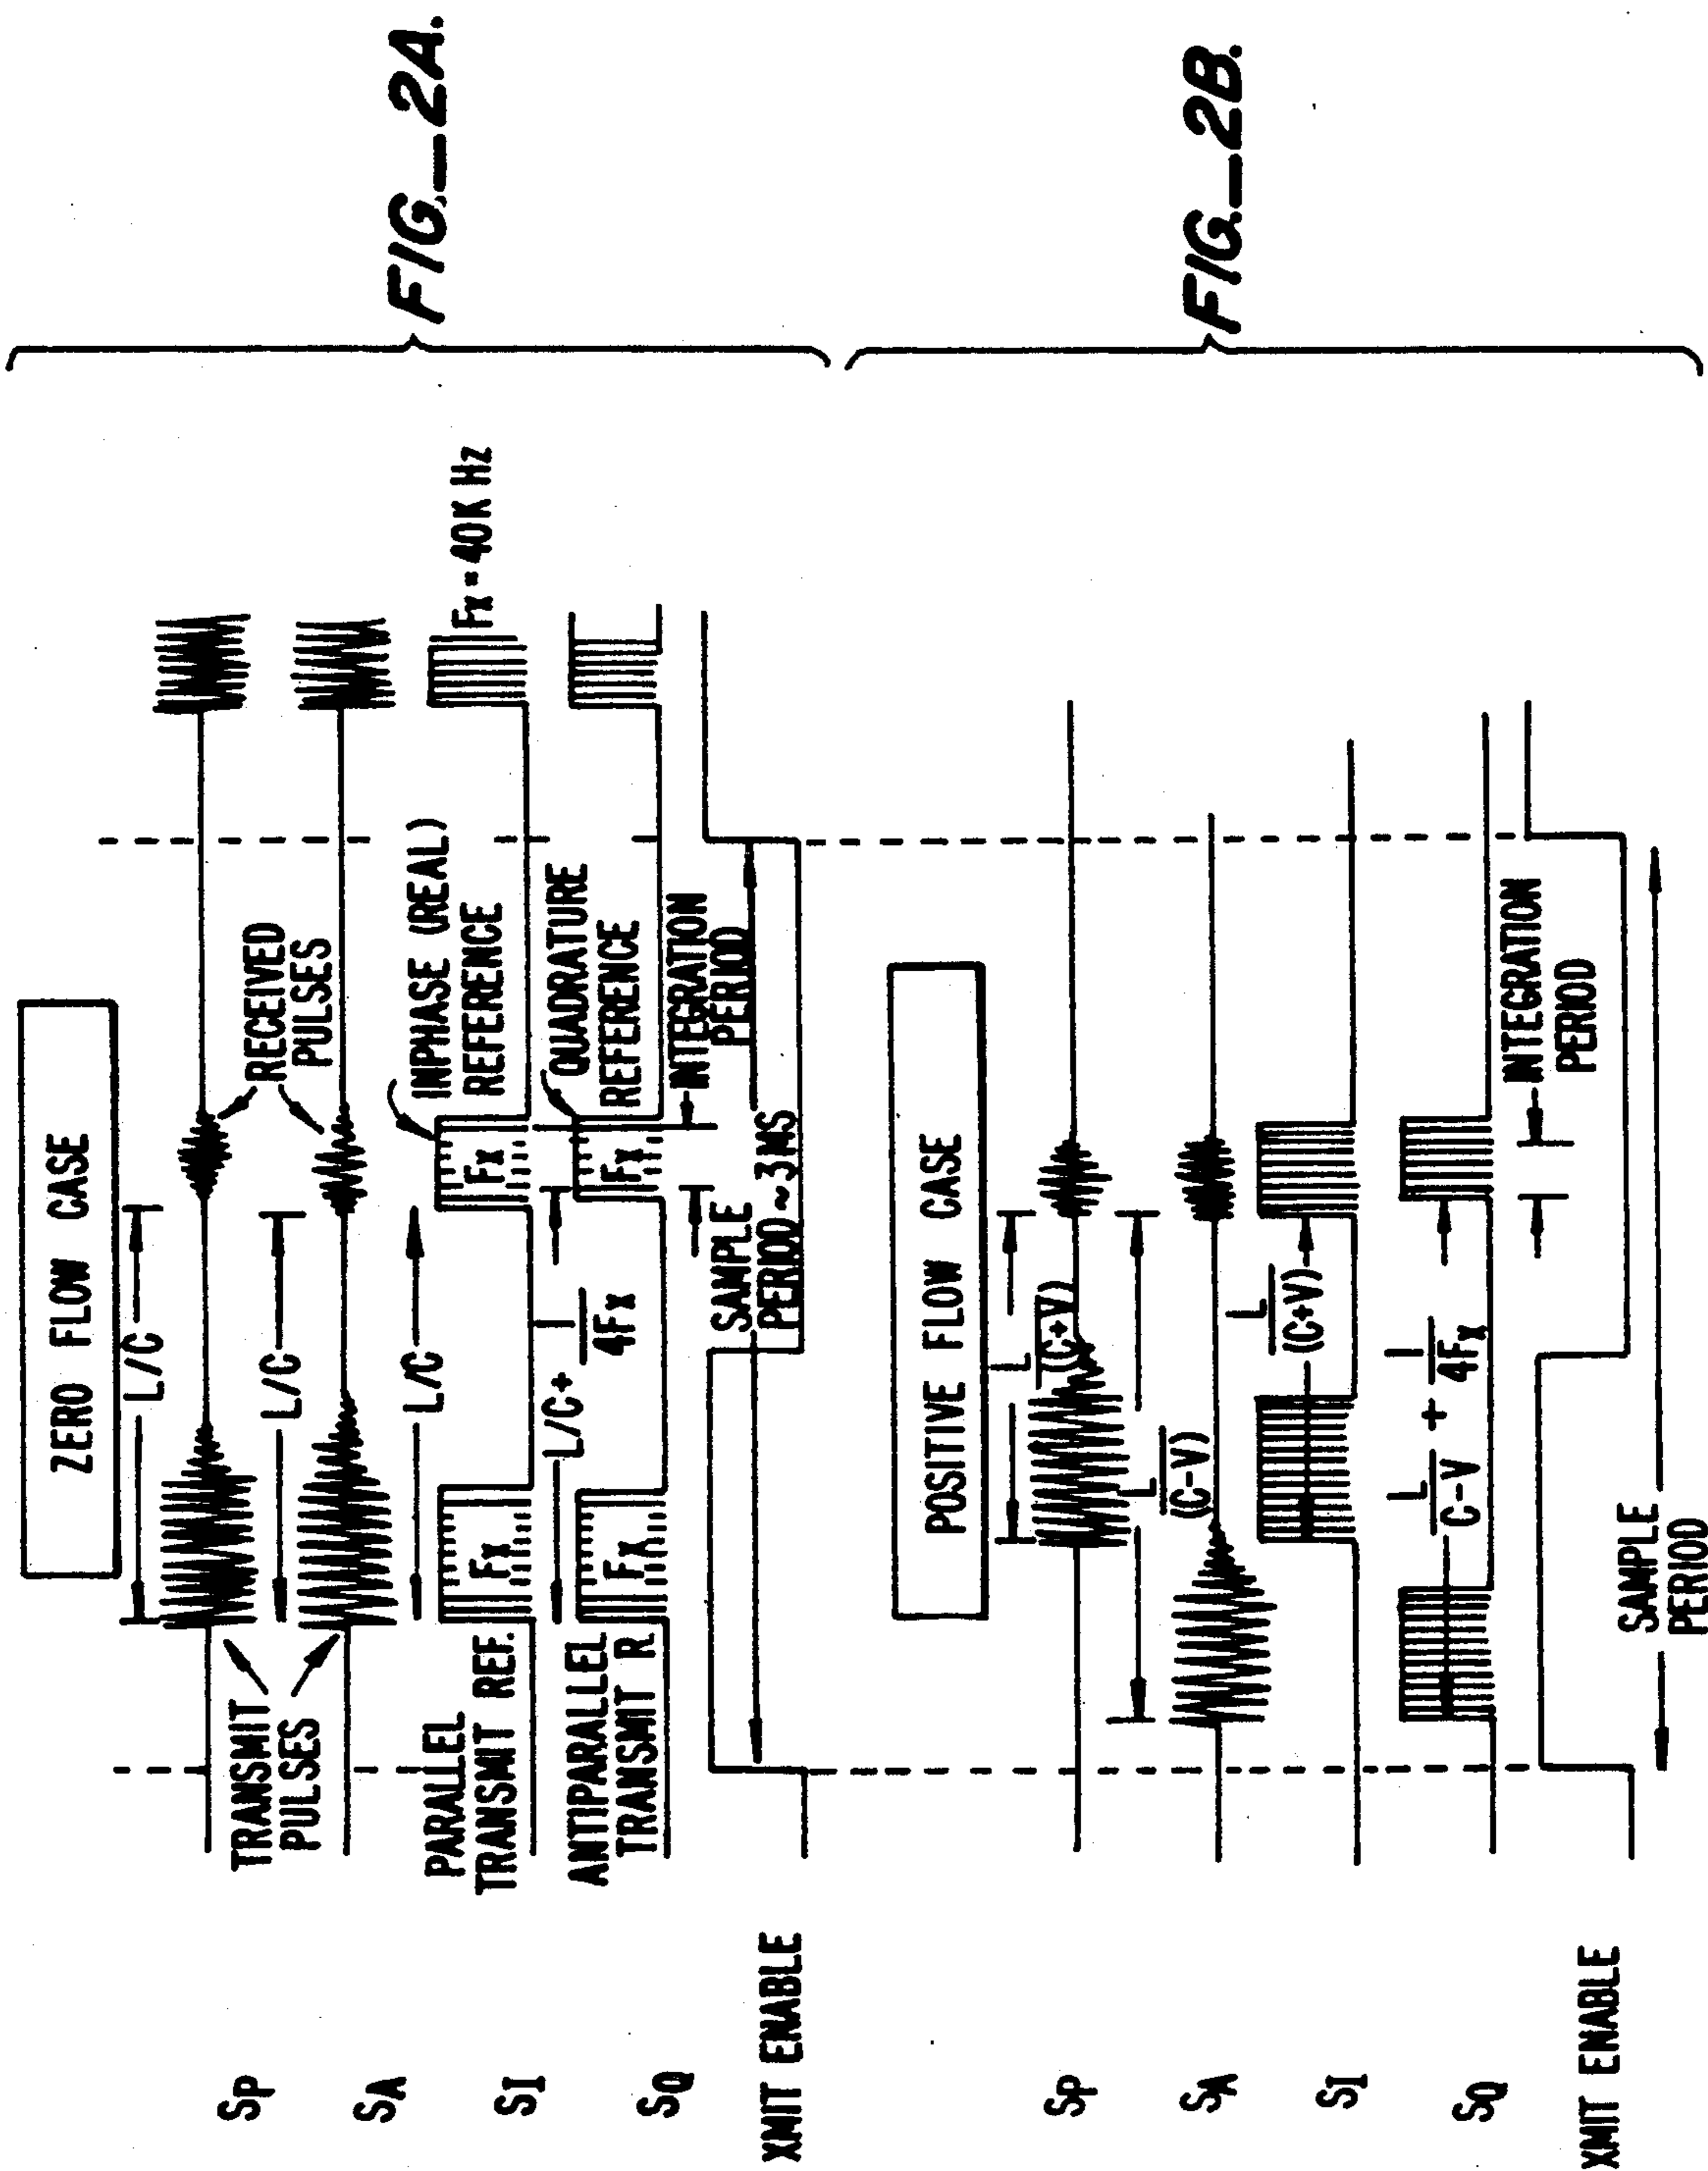 FIG._2A.
ZERO FLOW CASE
L/C
SP
TRANSMIT
PULSES
RECEIVED
PULSES
L/C
SA
L/C
PARALLEL
TRANSMIT REF.
Fx
Fx
INPHASE (REAL)
REFERENCE
Fx = 40K Hz
SI
L/C + 1/4Fx
ANTIPARALLEL
TRANSMIT R
Fx
Fx
QUADRATURE
REFERENCE
SQ
INTEGRATION
PERIOD
SAMPLE
PERIOD ~ 3 MS
XMIT ENABLE
FIG._2B.
POSITIVE FLOW CASE
L/(C+V)
SP
L/(C-V)
SA
L/(C+V)
SI
L/C-V + 1/4Fx
SQ
INTEGRATION
PERIOD
XMIT ENABLE
SAMPLE
PERIOD